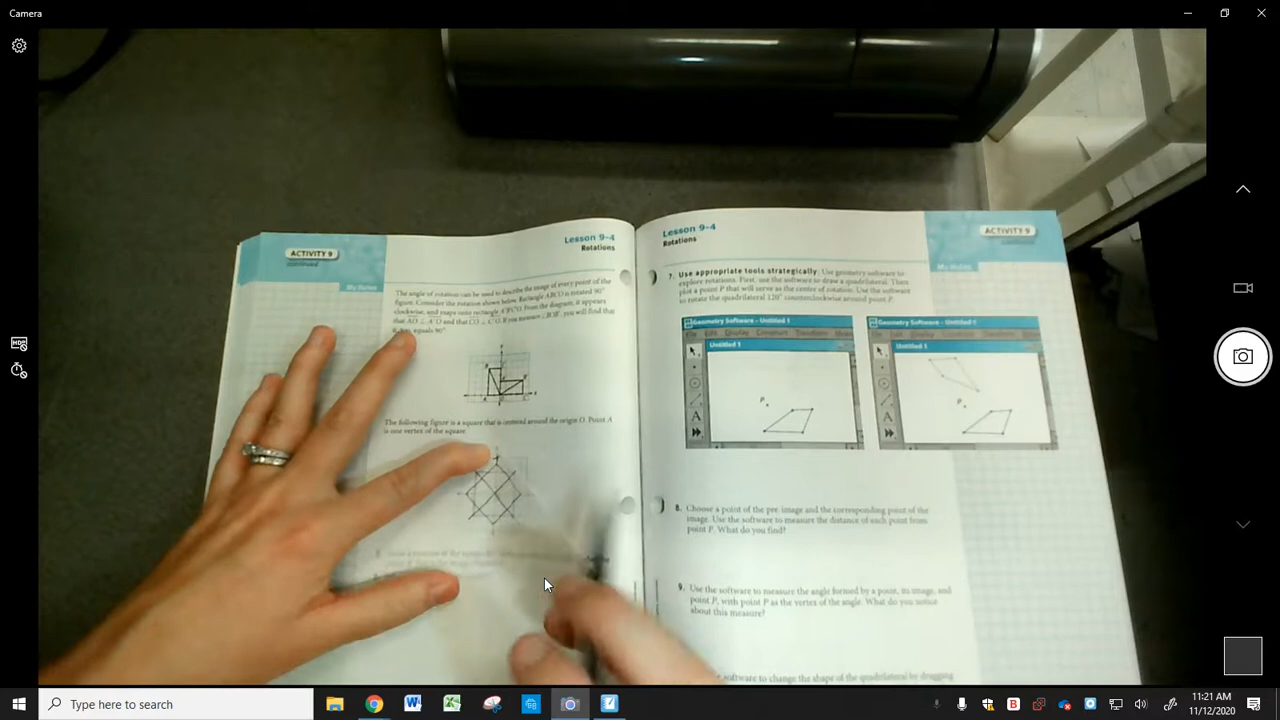 Camera
ACTIVITY 9
continued
My Notes
Lesson 9-4
Rotations
The angle of rotation can be used to describe the image of every point of the
figure. Consider the rotation shown below. Rectangle ABCO is rotated 90°
clockwise, and maps onto rectangle A'B'C'O. From the diagram, it appears
that AO ⊥ A'O and that CO ⊥ C'O. If you measure ∠BOB', you will find that
equals 90°
The following figure is a square that is centered around the origin O. Point A
is one vertex of the square.
Lesson 9-4
Rotations
ACTIVITY 9
continued
My Notes
7. Use appropriate tools strategically. Use geometry software to
explore rotations. First, use the software to draw a quadrilateral. Then
plot a point P that will serve as the center of rotation. Use the software
to rotate the quadrilateral 120° counterclockwise around point P.
Geometry Software - Untitled 1
File Edit Display Construct Transform
Untitled 1
P
A
Geometry Software - Untitled 1
Untitled 1
P
A
8. Choose a point of the pre-image and the corresponding point of the
image. Use the software to measure the distance of each point from
point P. What do you find?
9. Use the software to measure the angle formed by a point, its image, and
point P, with point P as the vertex of the angle. What do you notice
about this measure?
software to change the shape of the quadrilateral by dragging
Type here to search
11:21 AM
11/12/2020